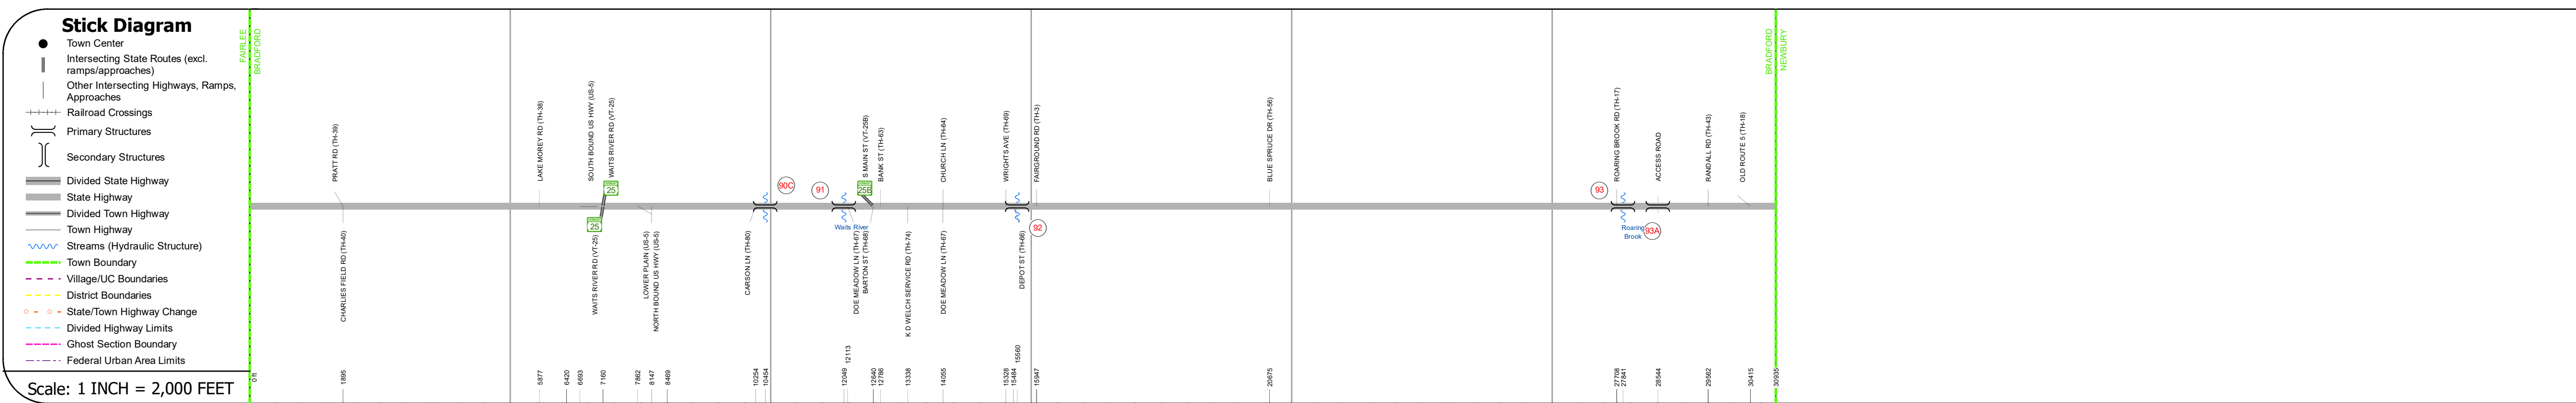 Stick Diagram
Town Center
Intersecting State Routes (excl.
ramps/approaches)
Other Intersecting Highways, Ramps,
Approaches
Railroad Crossings
Primary Structures
Secondary Structures
Divided State Highway
State Highway
Divided Town Highway
Town Highway
Streams (Hydraulic Structure)
Town Boundary
Village/UC Boundaries
District Boundaries
State/Town Highway Change
Divided Highway Limits
Ghost Section Boundary
Federal Urban Area Limits
Scale: 1 INCH = 2,000 FEET
FAIRLEE
BRADFORD
PRATT RD (TH-39)
LAKE MOREY RD (TH-38)
SOUTH BOUND US HWY (US-5)
WAITS RIVER RD (VT-25)
S MAIN ST (VT-25B)
BANK ST (TH-63)
CHURCH LN (TH-64)
WRIGHTS AVE (TH-69)
FAIRGROUND RD (TH-3)
BLUE SPRUCE DR (TH-56)
ROARING BROOK RD (TH-17)
ACCESS ROAD
RANDALL RD (TH-43)
OLD ROUTE 5 (TH-18)
BRADFORD
NEWBURY
25
90C
91
25B
93
25
92
93A
Waits River
Roaring
Brook
CHARLIES FIELD RD (TH-40)
WAITS RIVER RD (VT-25)
LOWER PLAIN (US-5)
NORTH BOUND US HWY (US-5)
CARSON LN (TH-80)
DOE MEADOW LN (TH-67)
BARTON ST (TH-68)
K D WELCH SERVICE RD (TH-74)
DOE MEADOW LN (TH-67)
DEPOT ST (TH-66)
0 ft
1895
5877
6420
6693
7160
7862
8147
8469
10254
10454
12049
12113
12640
12786
13338
14055
15328
15484
15560
15947
20675
27708
27841
28544
29562
30415
30935